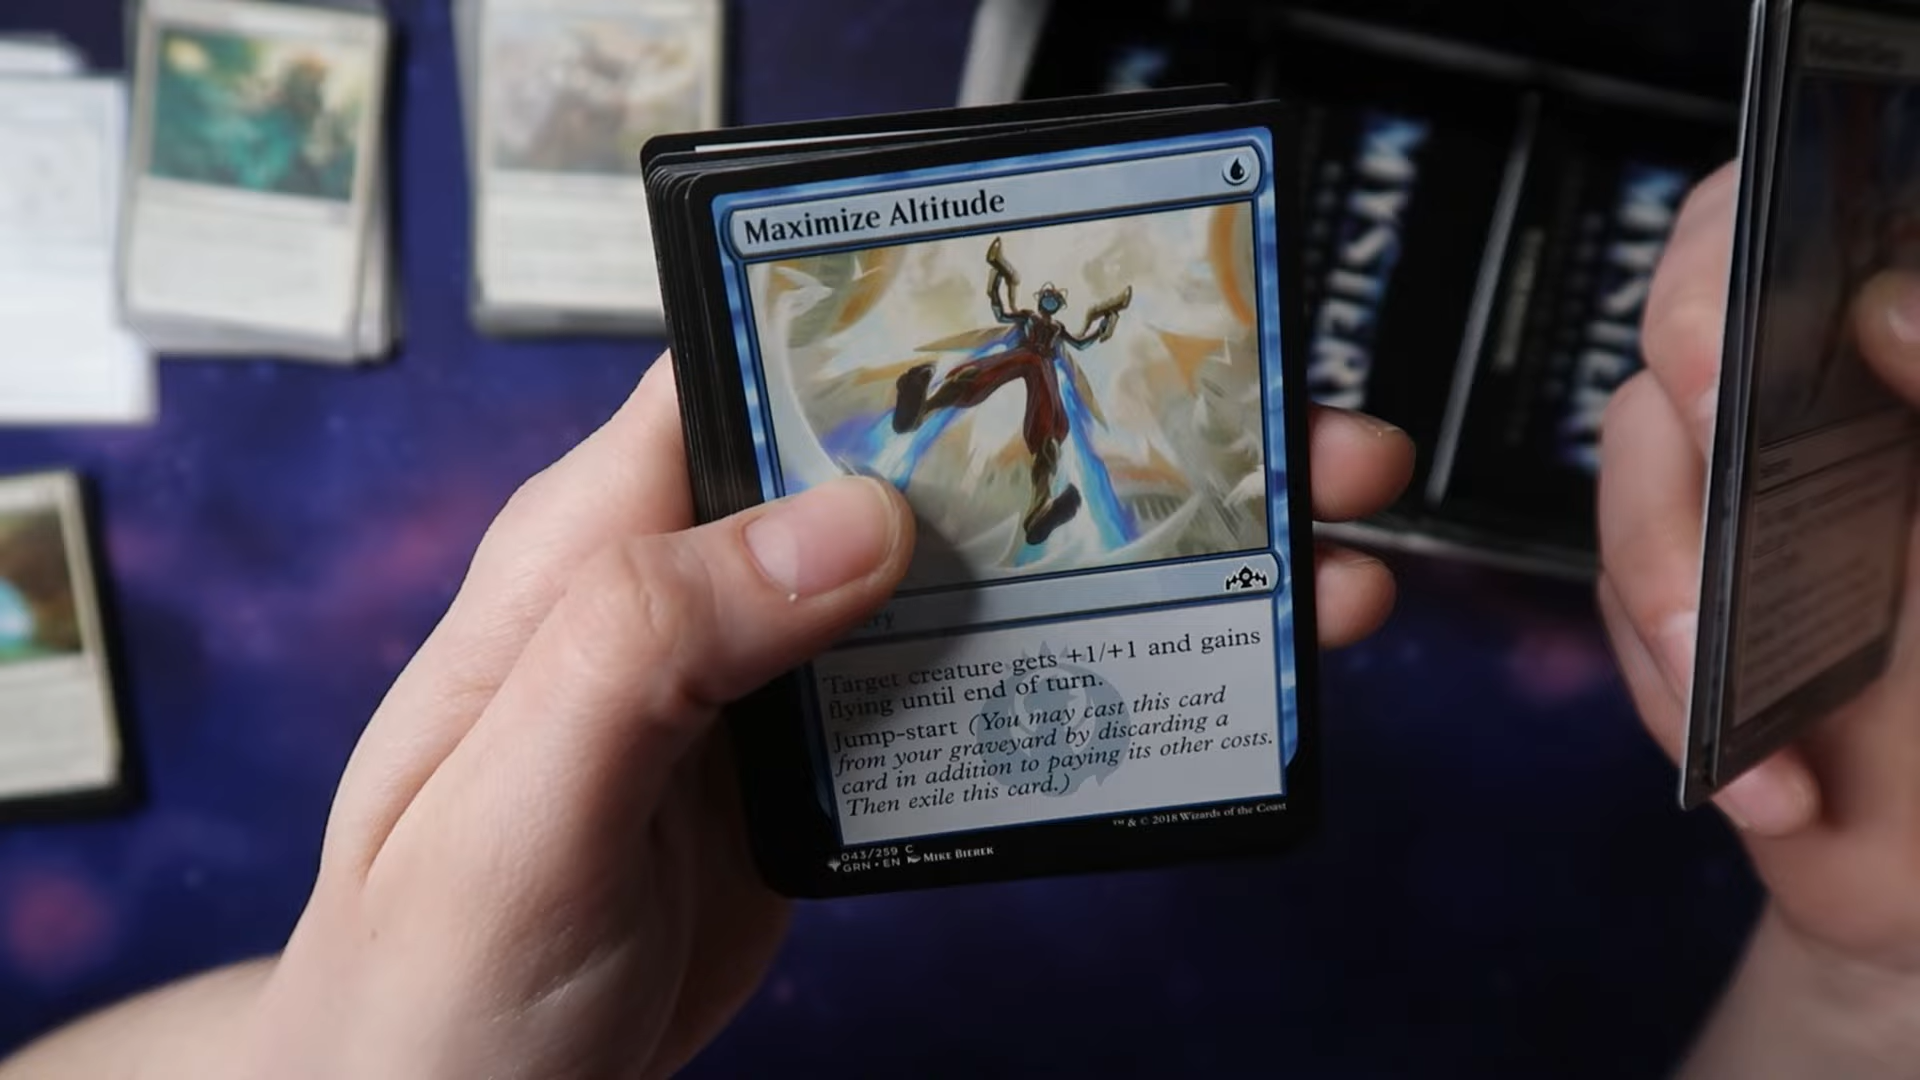 Maximize Altitude
Target creature gets +1/+1 and gains
flying until end of turn.
Jump-start (You may cast this card
from your graveyard by discarding a
card in addition to paying its other costs.
Then exile this card.)
™ & © 2018 Wizards of the Coast
043/259 C
GRN • EN Mike Bierek
MYSTERY
MYSTERY